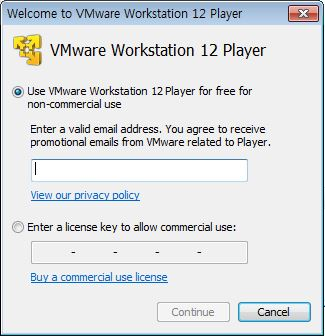 Welcome to VMware Workstation 12 Player
VMware Workstation 12 Player
Use VMware Workstation 12 Player for free for
non-commercial use
Enter a valid email address. You agree to receive
promotional emails from VMware related to Player.
View our privacy policy
Enter a license key to allow commercial use:
- - - -
Buy a commercial use license
Continue
Cancel